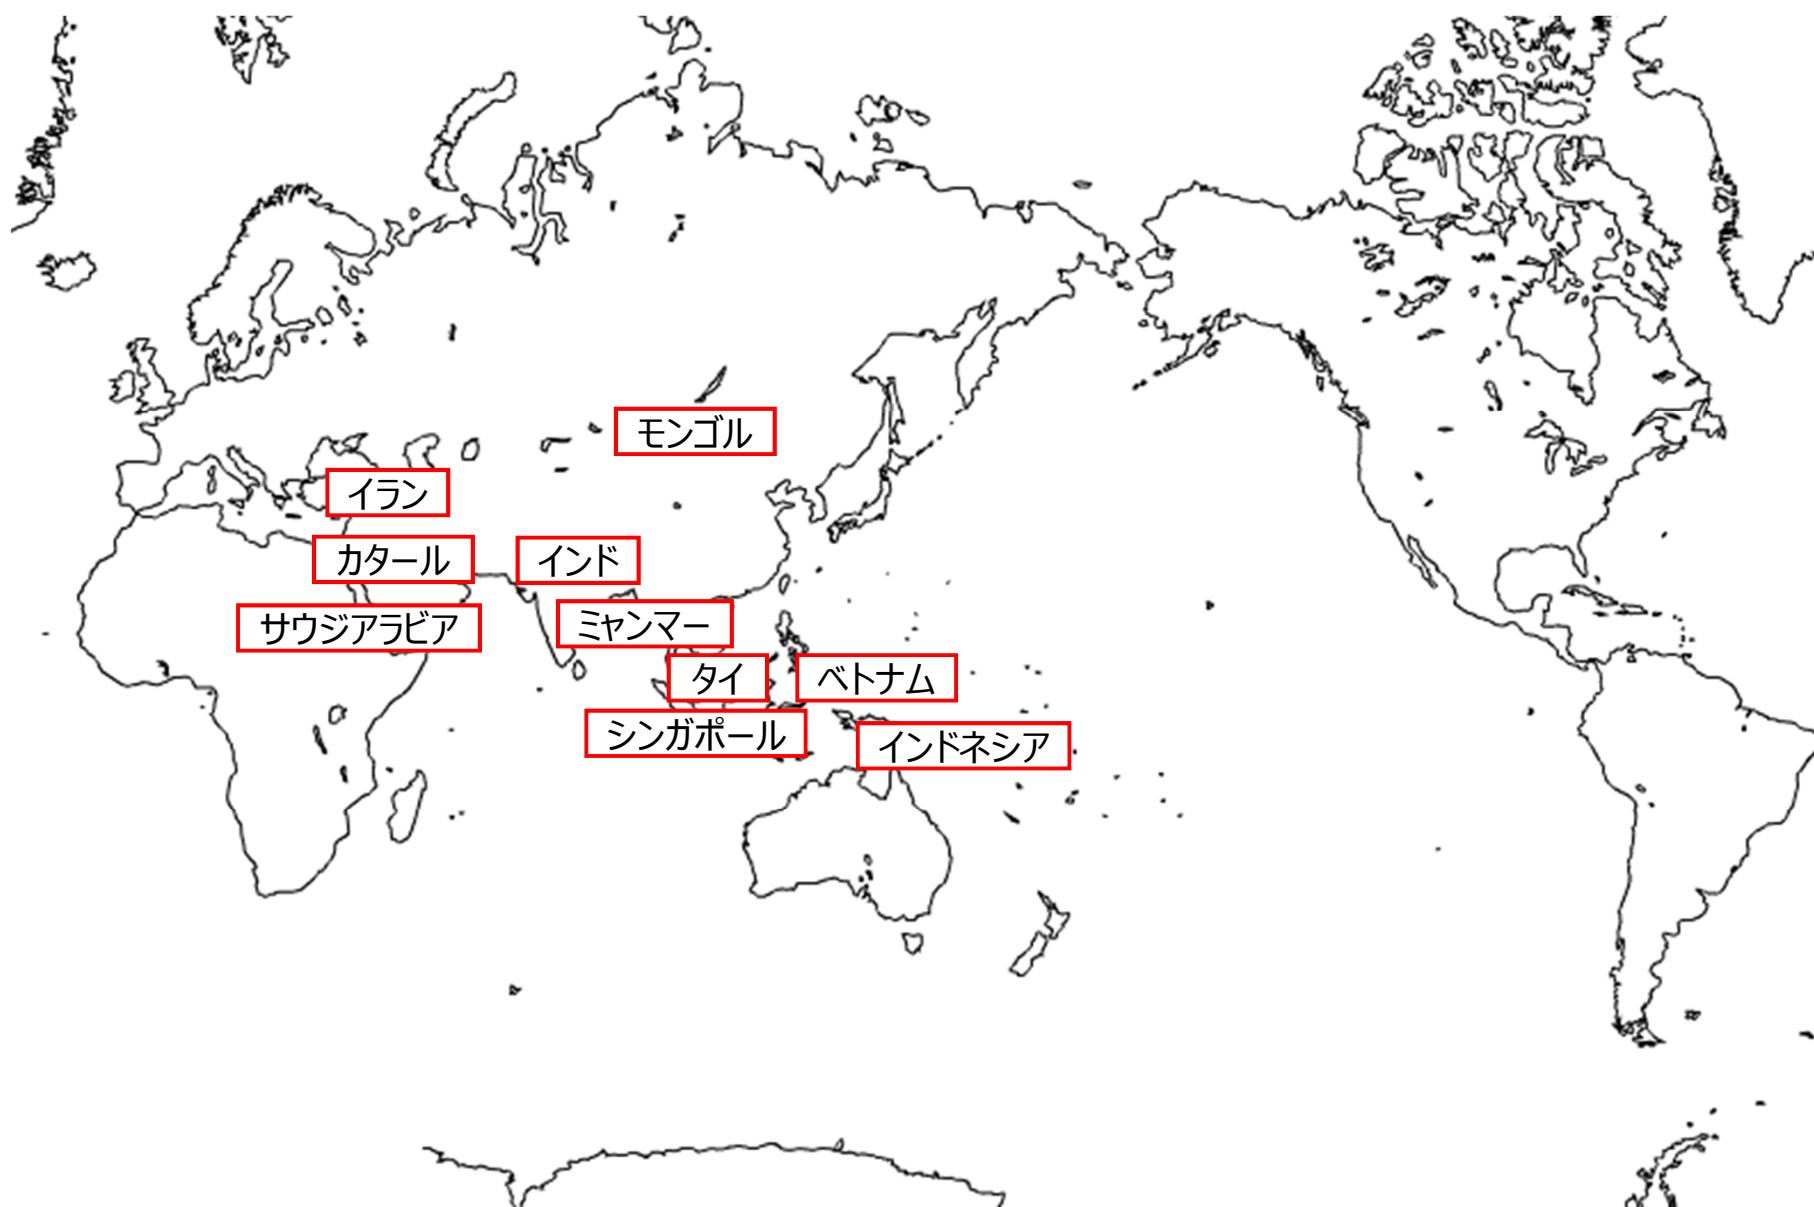 モンゴル
イラン
カタール
インド
サウジアラビア
ミャンマー
タイ
ベトナム
シンガポール
インドネシア